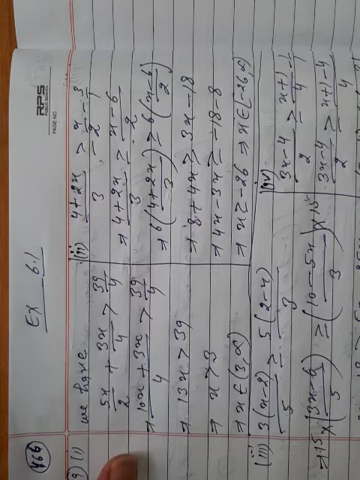 466
EX 6.1
RPS
PAGE NO.
9 (i) we have
5x/2 + 3x/4 > 39/4
⇒ 10x + 3x/4 > 39/4
⇒ 13x > 39
⇒ x > 3
⇒ x ∈ (3, ∞)
(ii) 4+2x/3 ≥ x/2 - 3/1
⇒ 4+2x/3 ≥ x-6/2
⇒ 6(4+2x/3) ≥ 6(x-6/2)
⇒ 8+4x ≥ 3x-18
⇒ 4x-3x ≥ -18-8
⇒ x ≥ -26 ⇒ x ∈ [-26, ∞)
(iii) 3(x-2)/5 ≥ 5(2-x)/3
⇒ 15 × (3x-6/5) ≥ (10-5x/3) × 15
(iv)
3x-4/2 ≥ x+1/4 - 1
3x-4/2 ≥ x+1-4/4